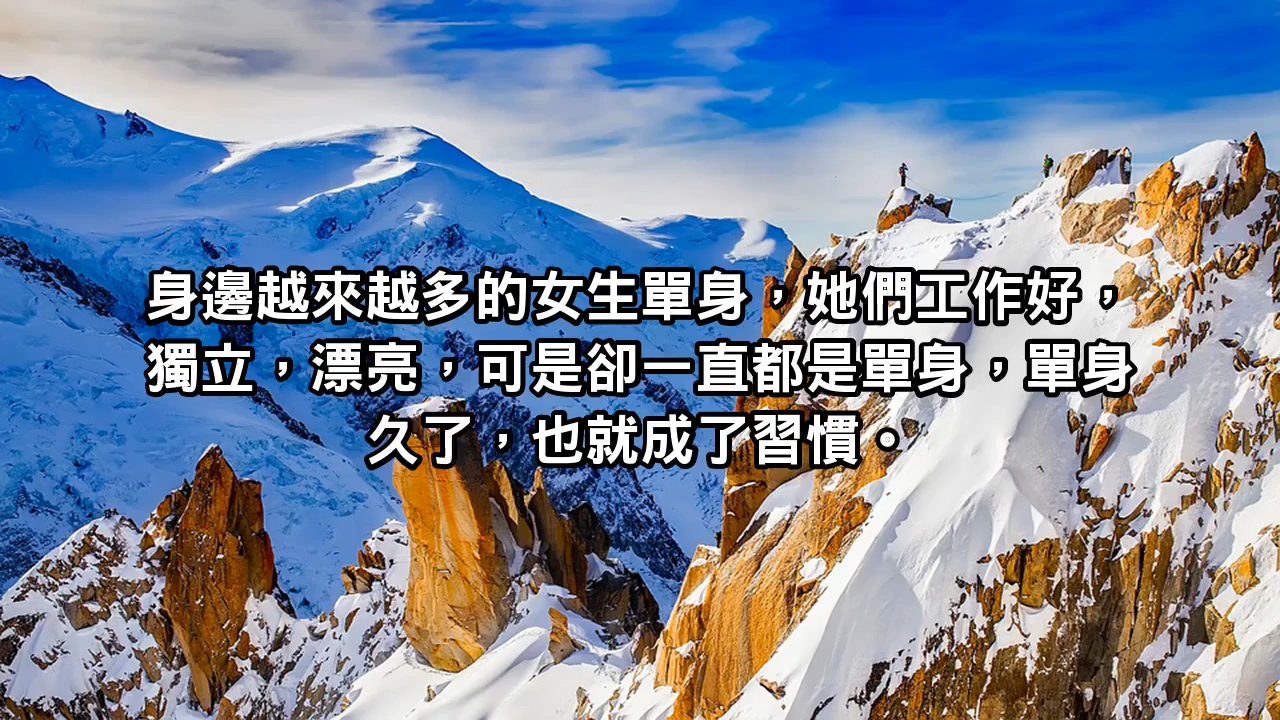 身邊越來越多的女生單身，她們工作好，
獨立，漂亮，可是卻一直都是單身，單身
久了，也就成了習慣。